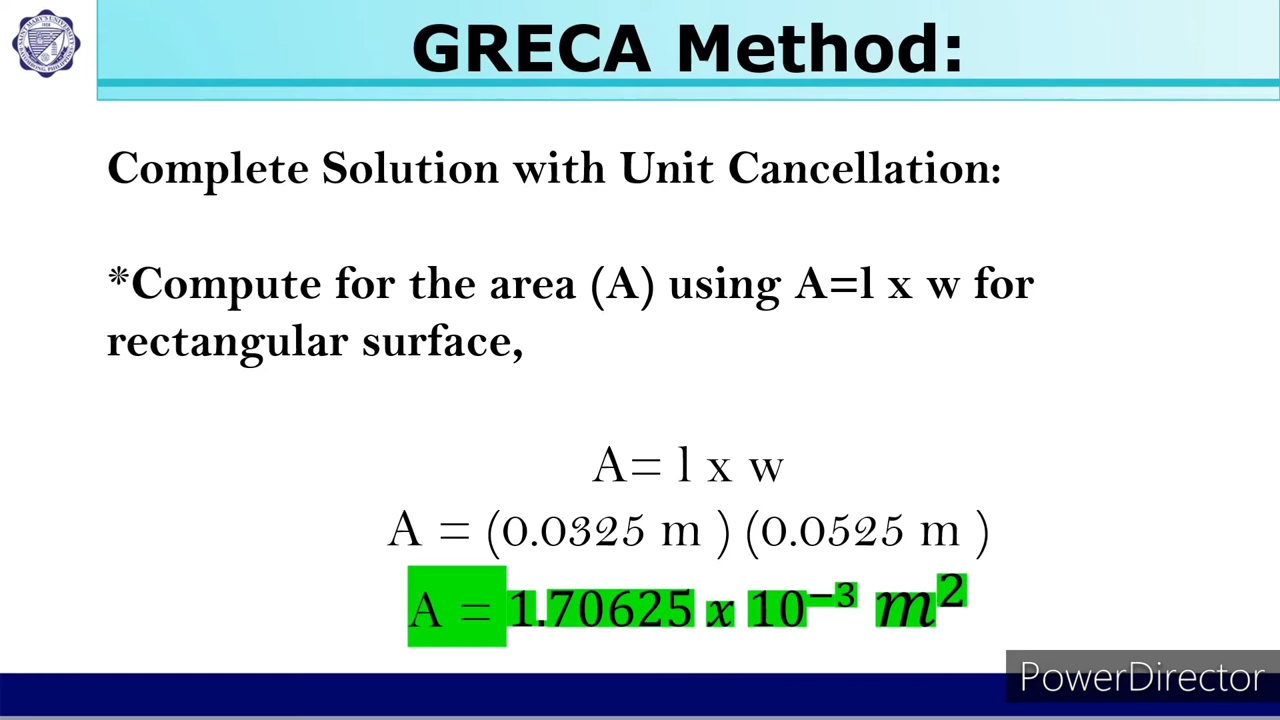 GRECA Method:
Complete Solution with Unit Cancellation:
*Compute for the area (A) using A=l x w for
rectangular surface,
A= l x w
A = (0.0325 m ) (0.0525 m )
A = 1.70625 x 10⁻³ m²
PowerDirector